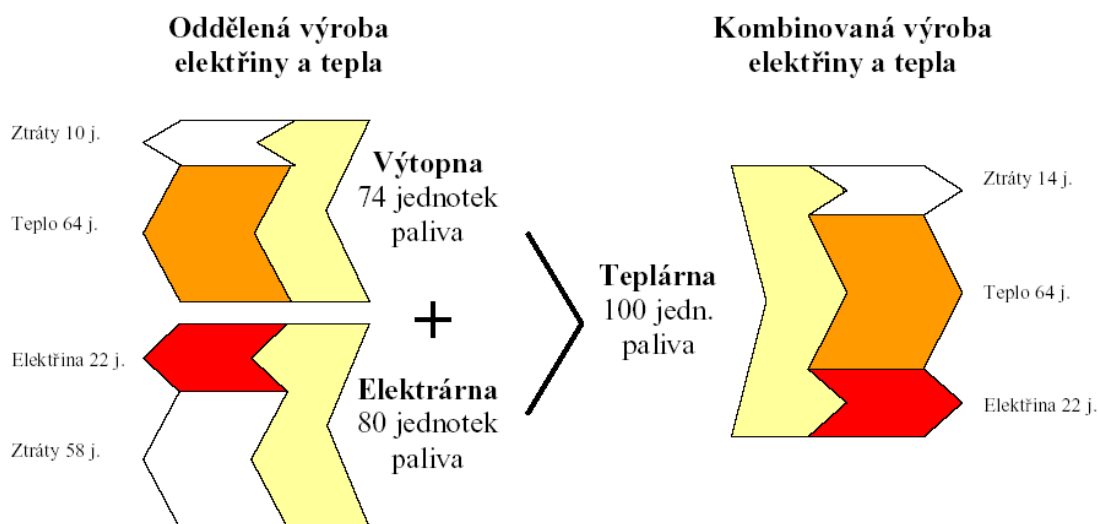 Oddělená výroba
elektřiny a tepla
Ztráty 10 j.
Teplo 64 j.
Výtopna
74 jednotek
paliva
+
Elektřina 22 j.
Ztráty 58 j.
Elektrárna
80 jednotek
paliva
Kombinovaná výroba
elektřiny a tepla
Teplárna
100 jedn.
paliva
Ztráty 14 j.
Teplo 64 j.
Elektřina 22 j.